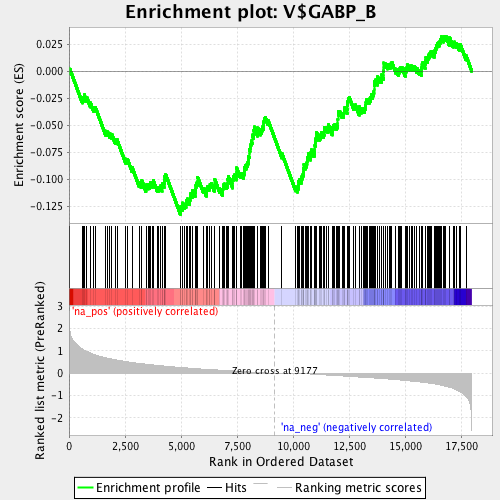 Enrichment plot: V$GABP_B
Enrichment score (ES)
0.025
0.000
-0.025
-0.050
-0.075
-0.100
-0.125
'na_pos' (positively correlated)
Ranked list metric (PreRanked)
3
2
1
0
-1
-2
Zero cross at 9177
'na_neg' (negatively correlated)
0
2,500
5,000
7,500
10,000
12,500
15,000
17,500
Rank in Ordered Dataset
Enrichment profile
Hits
Ranking metric scores